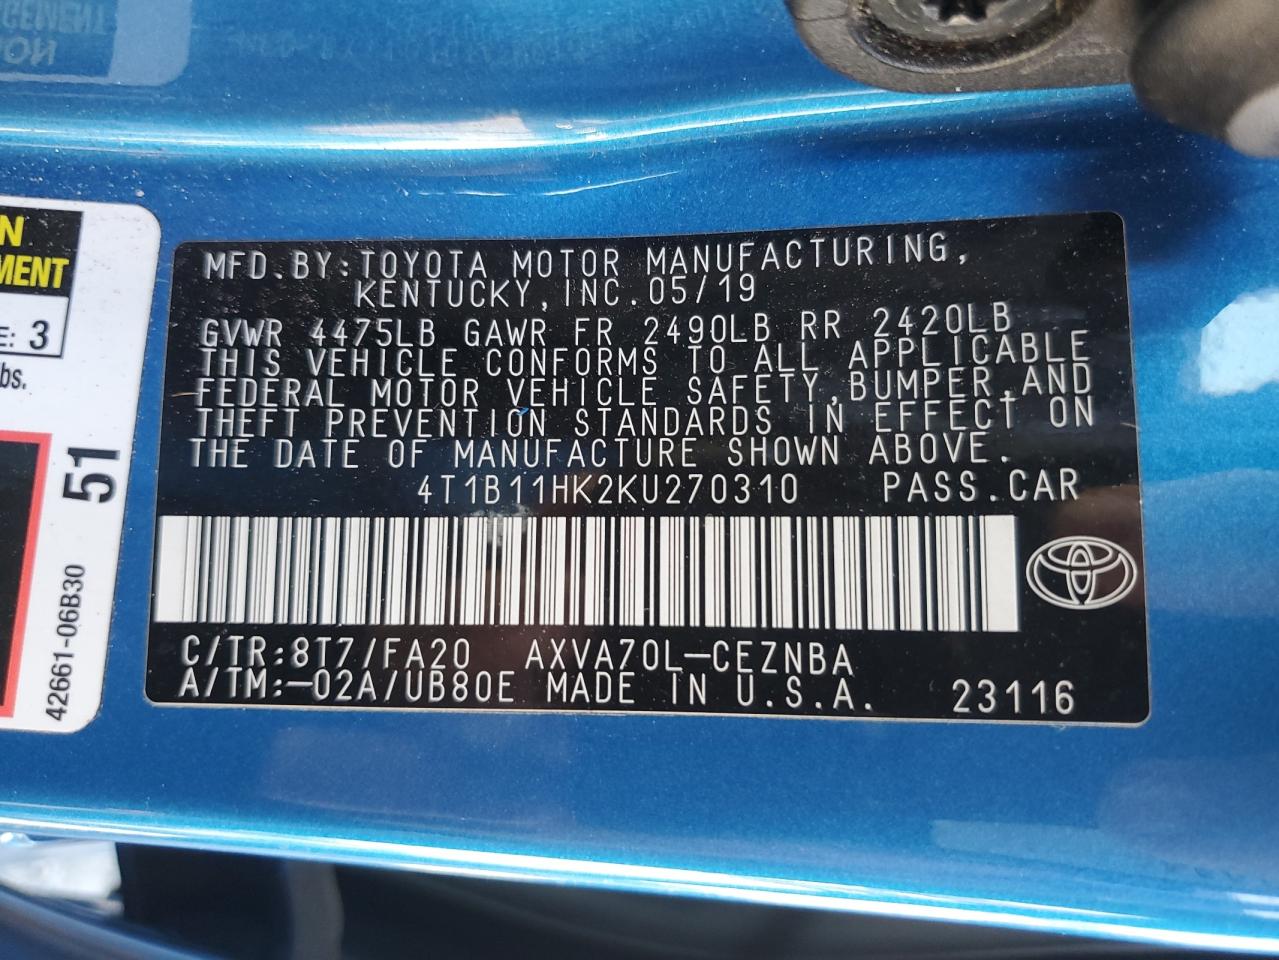 N
MENT
E: 3
bs.
51
42661-06B30
MFD.BY:TOYOTA MOTOR MANUFACTURING,
KENTUCKY,INC.05/19
GVWR 4475LB GAWR FR 2490LB RR 2420LB
THIS VEHICLE CONFORMS TO ALL APPLICABLE
FEDERAL MOTOR VEHICLE SAFETY,BUMPER,AND
THEFT PREVENTION STANDARDS IN EFFECT ON
THE DATE OF MANUFACTURE SHOWN ABOVE.
4T1B11HK2KU270310 PASS.CAR
C/TR:8T7/FA20 AXVA70L-CEZNBA
A/TM:-02A/UB80E MADE IN U.S.A. 23116